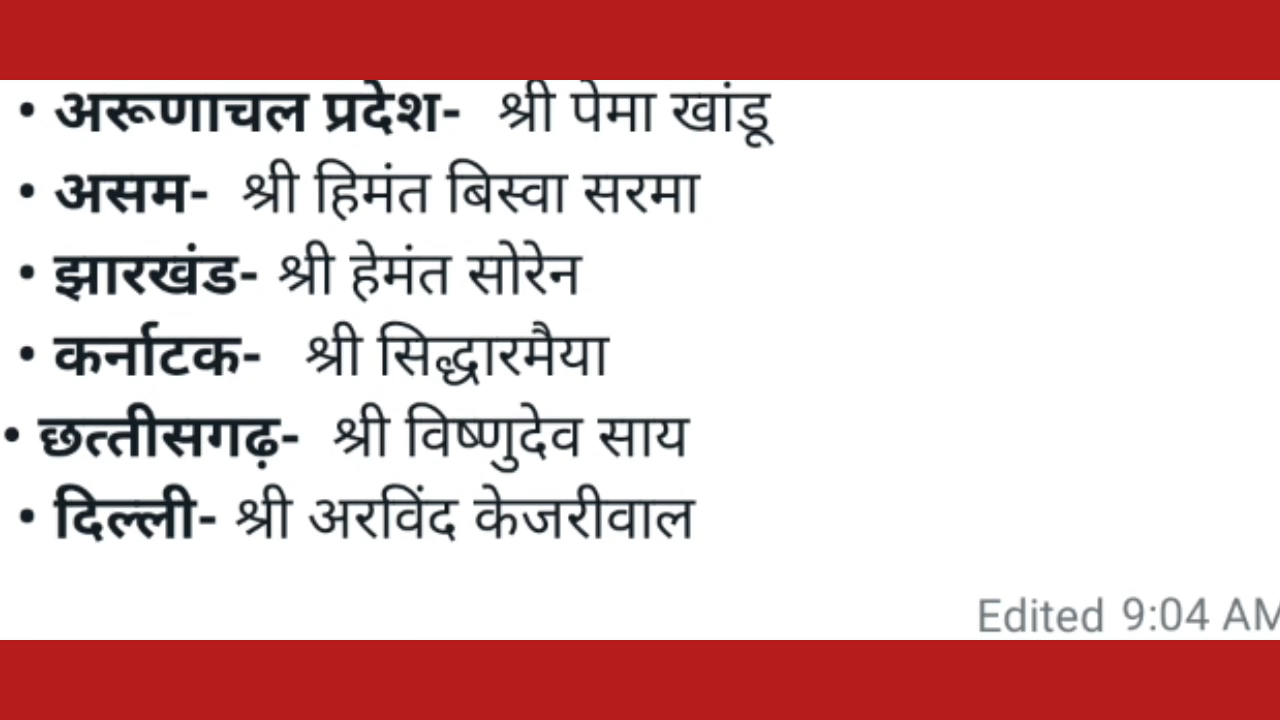 • अरूणाचल प्रदेश- श्री पेमा खांडू
• असम- श्री हिमंत बिस्वा सरमा
• झारखंड- श्री हेमंत सोरेन
• कर्नाटक- श्री सिद्धारमैया
• छत्तीसगढ़- श्री विष्णुदेव साय
• दिल्ली- श्री अरविंद केजरीवाल
Edited 9:04 AM